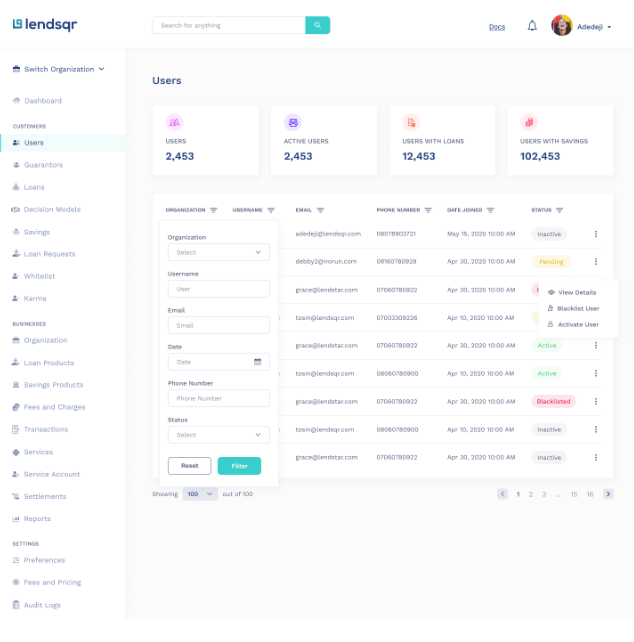 lendsqr
Search for anything
Docs
Adedeji
Switch Organization
Dashboard
CUSTOMERS
Users
Guarantors
Loans
Decision Models
Savings
Loan Requests
Whitelist
Karma
BUSINESSES
Organization
Loan Products
Savings Products
Fees and Charges
Transactions
Services
Service Account
Settlements
Reports
SETTINGS
Preferences
Fees and Pricing
Audit Logs
Users
USERS
2,453
ACTIVE USERS
2,453
USERS WITH LOANS
12,453
USERS WITH SAVINGS
102,453
ORGANIZATION USERNAME EMAIL PHONE NUMBER DATE JOINED STATUS
adedeji@lendsqr.com 08078903721 May 15, 2020 10:00 AM Inactive
debby2@irorun.com 08160780928 Apr 30, 2020 10:00 AM Pending
grace@lendstar.com 07060780922 Apr 30, 2020 10:00 AM
tosin@lendsqr.com 07003309226 Apr 10, 2020 10:00 AM
grace@lendstar.com 07060780922 Apr 30, 2020 10:00 AM Active
tosin@lendsqr.com 08060780900 Apr 10, 2020 10:00 AM Active
grace@lendstar.com 07060780922 Apr 30, 2020 10:00 AM Blacklisted
tosin@lendsqr.com 08060780900 Apr 10, 2020 10:00 AM Inactive
grace@lendstar.com 07060780922 Apr 30, 2020 10:00 AM Inactive
Organization
Select
Username
User
Email
Email
Date
Date
Phone Number
Phone Number
Status
Select
Reset Filter
View Details
Blacklist User
Activate User
Showing 100 out of 100
1 2 3 ... 15 16